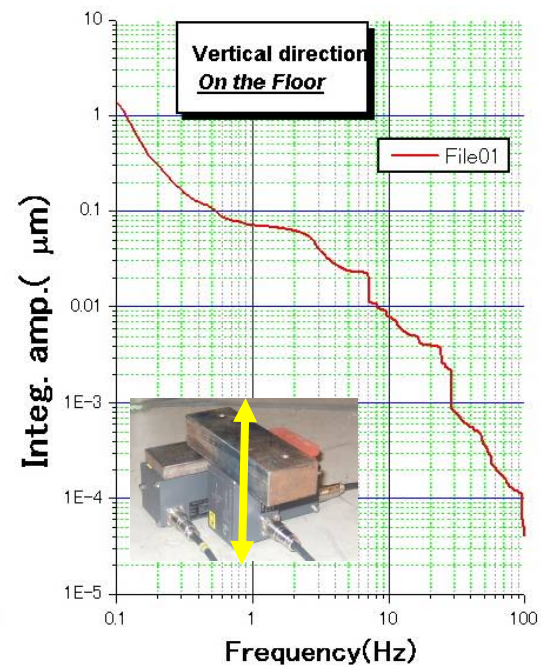 Vertical direction
On the Floor
File01
Integ. amp.( μm)
10
1
0.1
0.01
1E-3
1E-4
1E-5
0.1 1 10 100
Frequency(Hz)